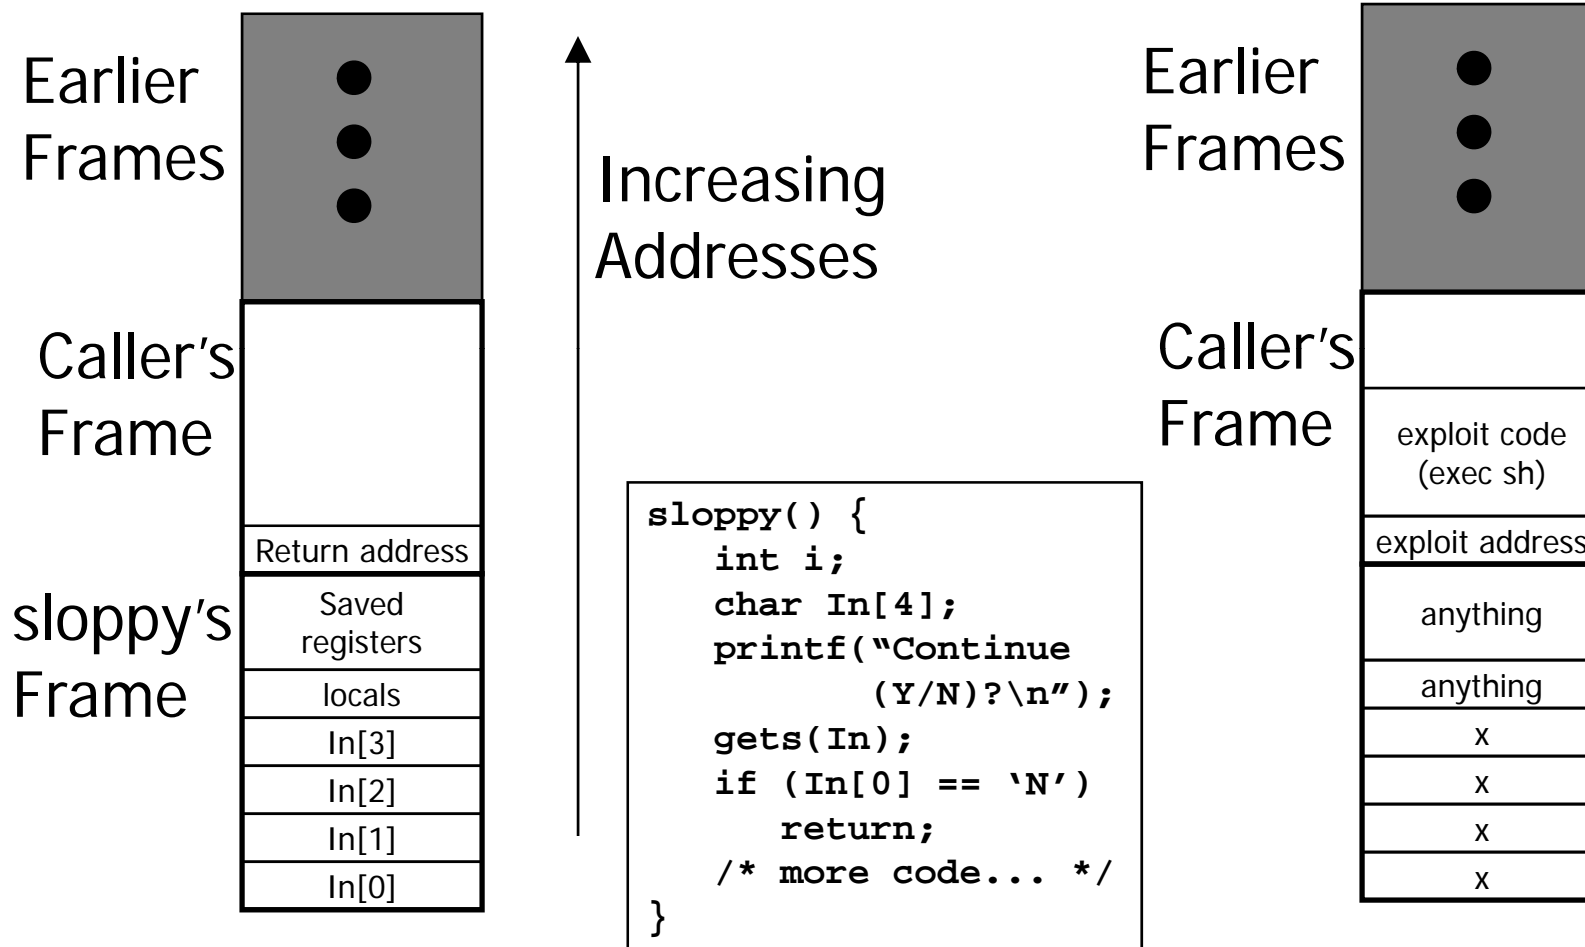 Earlier
Frames
Increasing
Addresses
Caller's
Frame
Return address
sloppy's
Frame
Saved
registers
locals
In[3]
In[2]
In[1]
In[0]
sloppy() {
int i;
char In[4];
printf(“Continue
(Y/N)?\n”);
gets(In);
if (In[0] == ‘N’)
return;
/* more code... */
}
Earlier
Frames
Caller's
Frame
exploit code
(exec sh)
exploit address
anything
anything
x
x
x
x